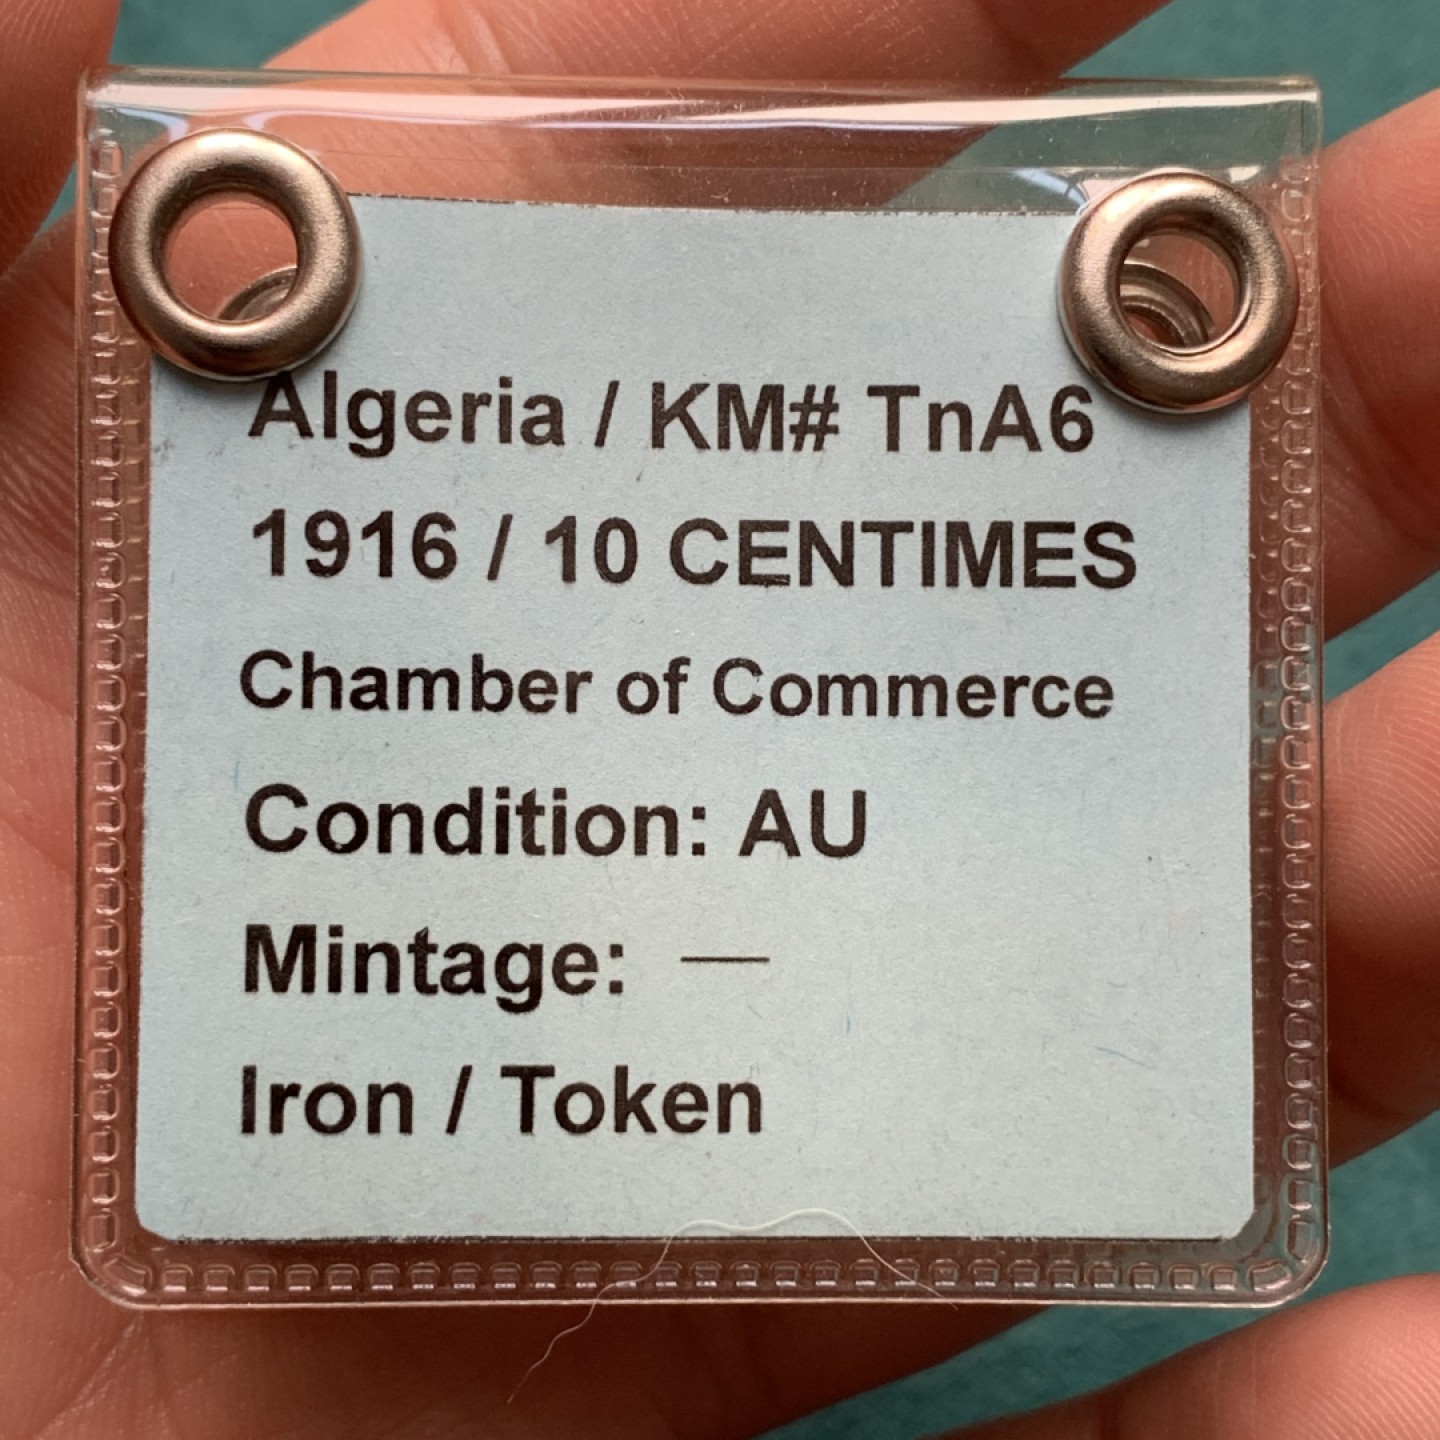 Algeria / KM# TnA6
1916 / 10 CENTIMES
Chamber of Commerce
Condition: AU
Mintage: —
Iron / Token